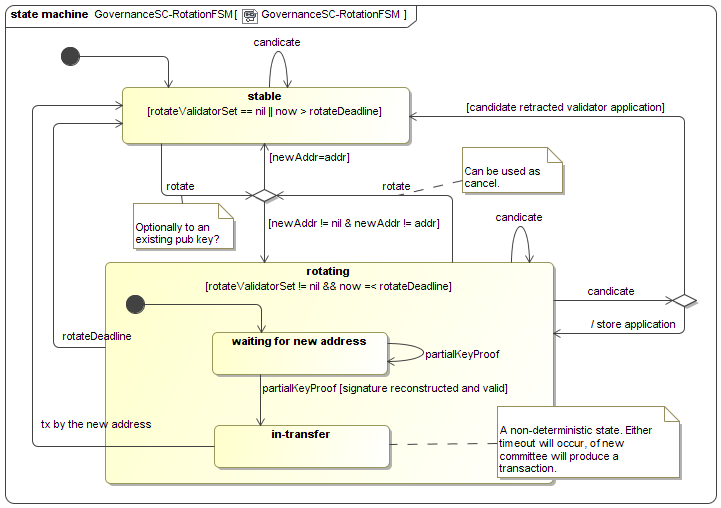 state machine GovernanceSC-RotationFSM[ GovernanceSC-RotationFSM ]
candicate
stable
[rotateValidatorSet == nil || now > rotateDeadline]
[candidate retracted validator application]
[newAddr=addr]
rotate
rotate
Can be used as
cancel.
Optionally to an
existing pub key?
[newAddr != nil & newAddr != addr]
candicate
rotating
[rotateValidatorSet != nil && now =< rotateDeadline]
candicate
/ store application
rotateDeadline
waiting for new address
partialKeyProof
partialKeyProof [signature reconstructed and valid]
tx by the new address
in-transfer
A non-deterministic state. Either
timeout will occur, of new
committee will produce a
transaction.